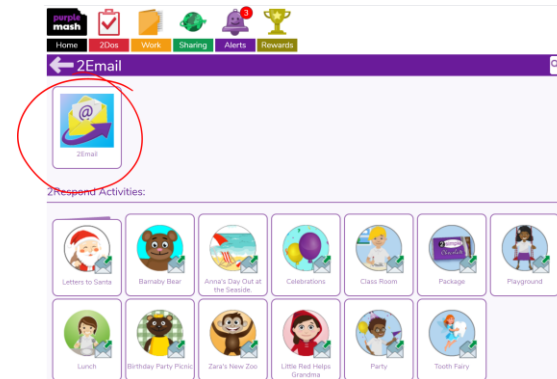 purple
mash
3
Home 2Dos Work Sharing Alerts Rewards
2Email
@
2Email
2Respond Activities:
Letters to Santa Barnaby Bear Anna's Day Out at the Seaside. Celebrations Class Room Package Playground
Lunch Birthday Party Picnic Zara's New Zoo Little Red Helps Grandma Party Tooth Fairy